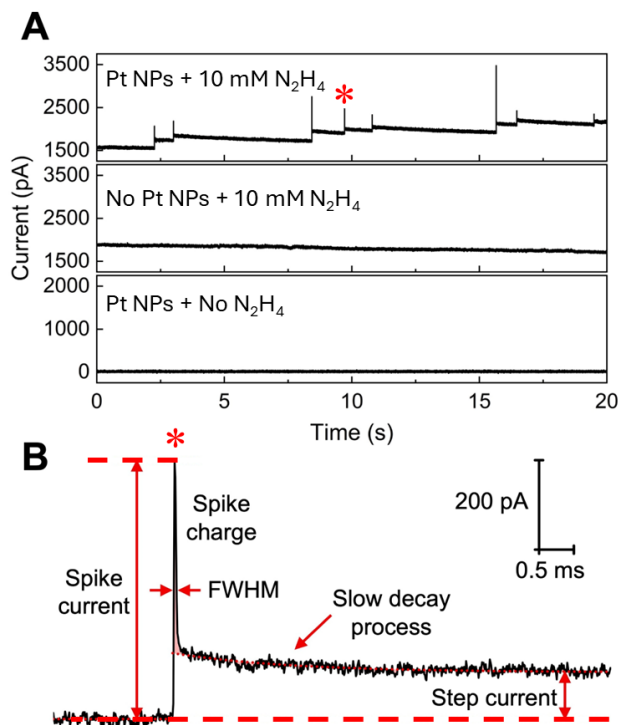 A
Current (pA)
3500
2500
1500
Pt NPs + 10 mM N₂H₄
*
3500
2500
1500
No Pt NPs + 10 mM N₂H₄
2000
1000
0
Pt NPs + No N₂H₄
0 5 10 15 20
Time (s)
B
*
Spike
charge
200 pA
0.5 ms
Spike
current
FWHM
Slow decay
process
Step current